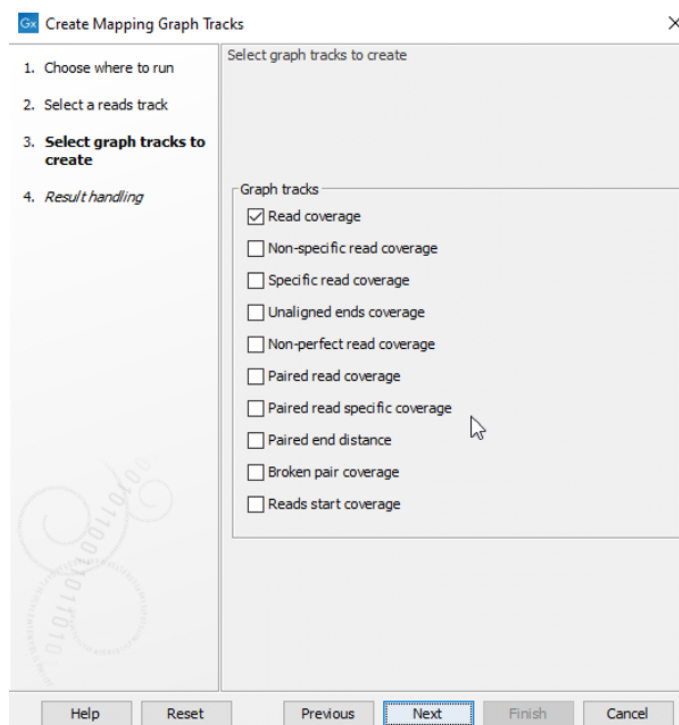 Gx Create Mapping Graph Tracks
1. Choose where to run
2. Select a reads track
3. Select graph tracks to
create
4. Result handling
Select graph tracks to create
Graph tracks
Read coverage
Non-specific read coverage
Specific read coverage
Unaligned ends coverage
Non-perfect read coverage
Paired read coverage
Paired read specific coverage
Paired end distance
Broken pair coverage
Reads start coverage
Help Reset Previous Next Finish Cancel